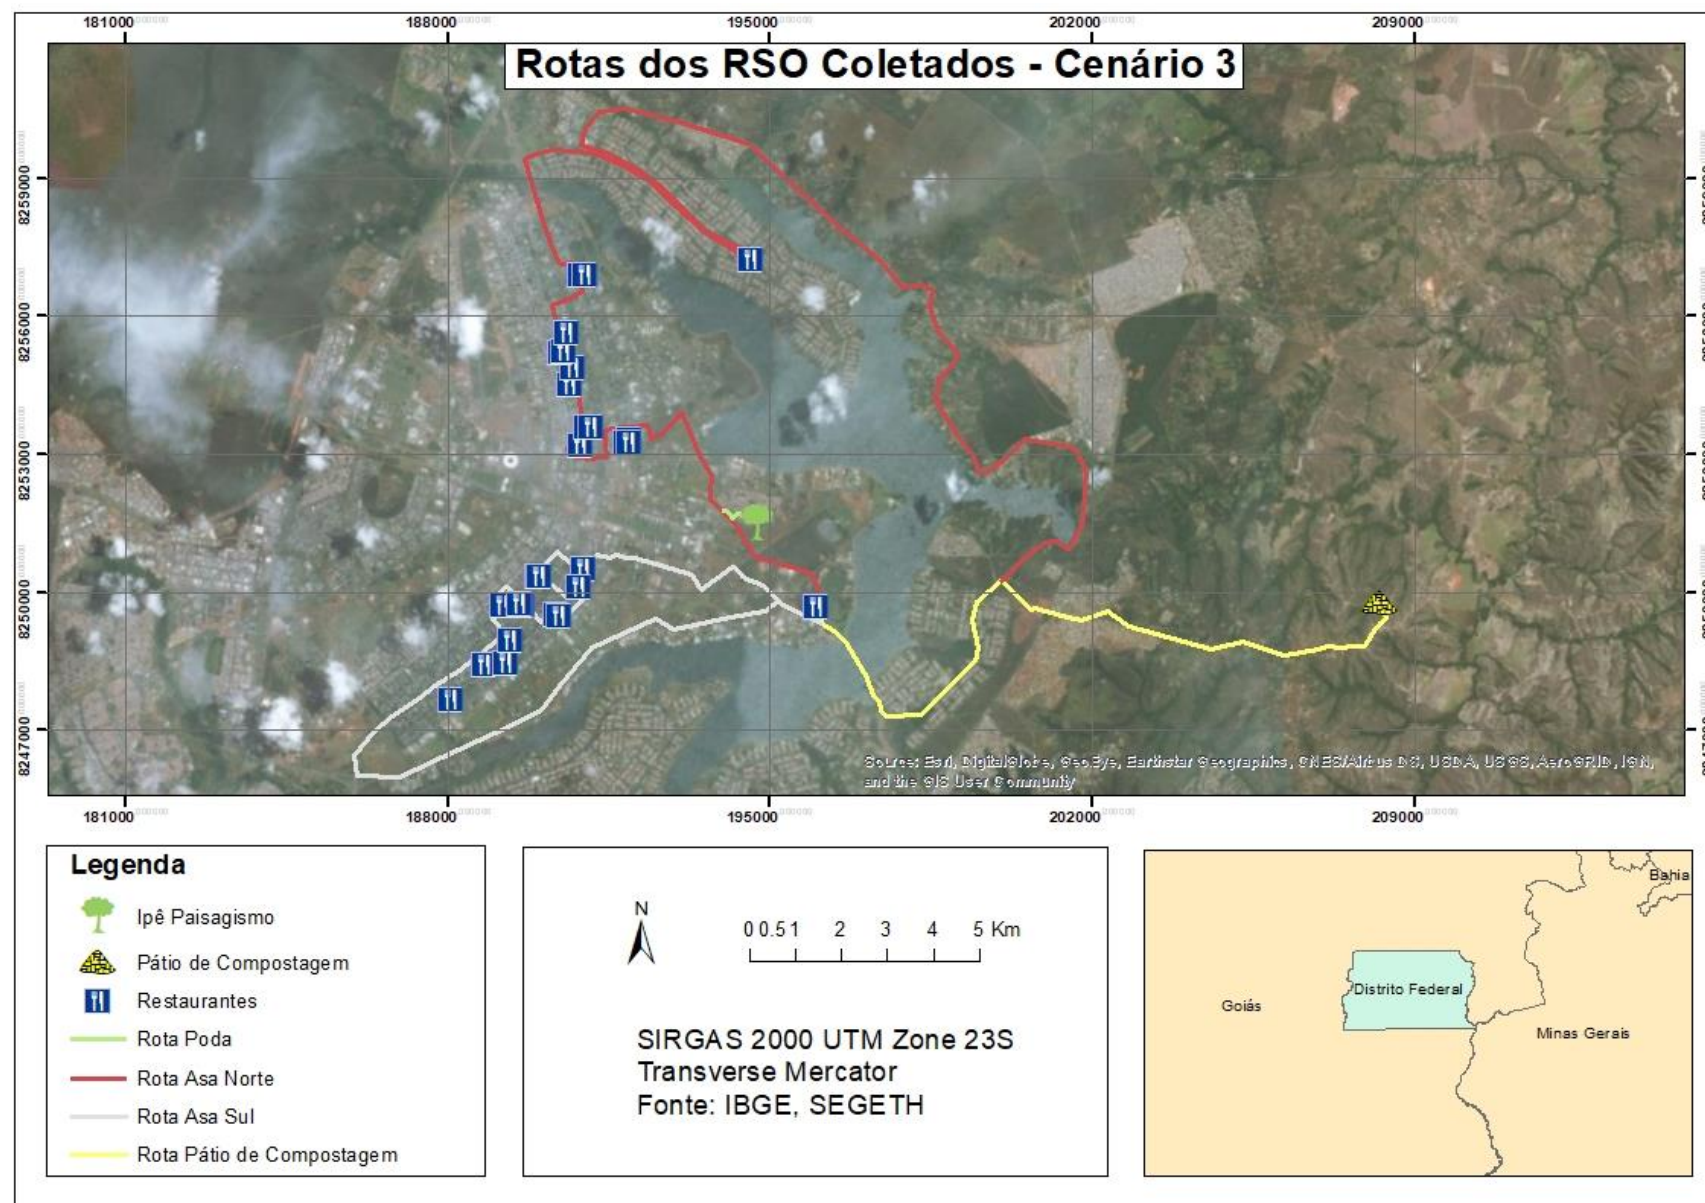 181000 188000 195000 202000 209000
Rotas dos RSO Coletados - Cenário 3
8259000
8256000
8253000
8250000
8247000
Source: Esri, DigitalGlobe, GeoEye, Earthstar Geographics, CNES/Airbus DS, USDA, USGS, AeroGRID, IGN,
and the GIS User Community
181000 188000 195000 202000 209000
Legenda
Ipê Paisagismo
Pátio de Compostagem
Restaurantes
Rota Poda
Rota Asa Norte
Rota Asa Sul
Rota Pátio de Compostagem
N
0 0.5 1 2 3 4 5 Km
SIRGAS 2000 UTM Zone 23S
Transverse Mercator
Fonte: IBGE, SEGETH
Bahia
Distrito Federal
Goiás
Minas Gerais